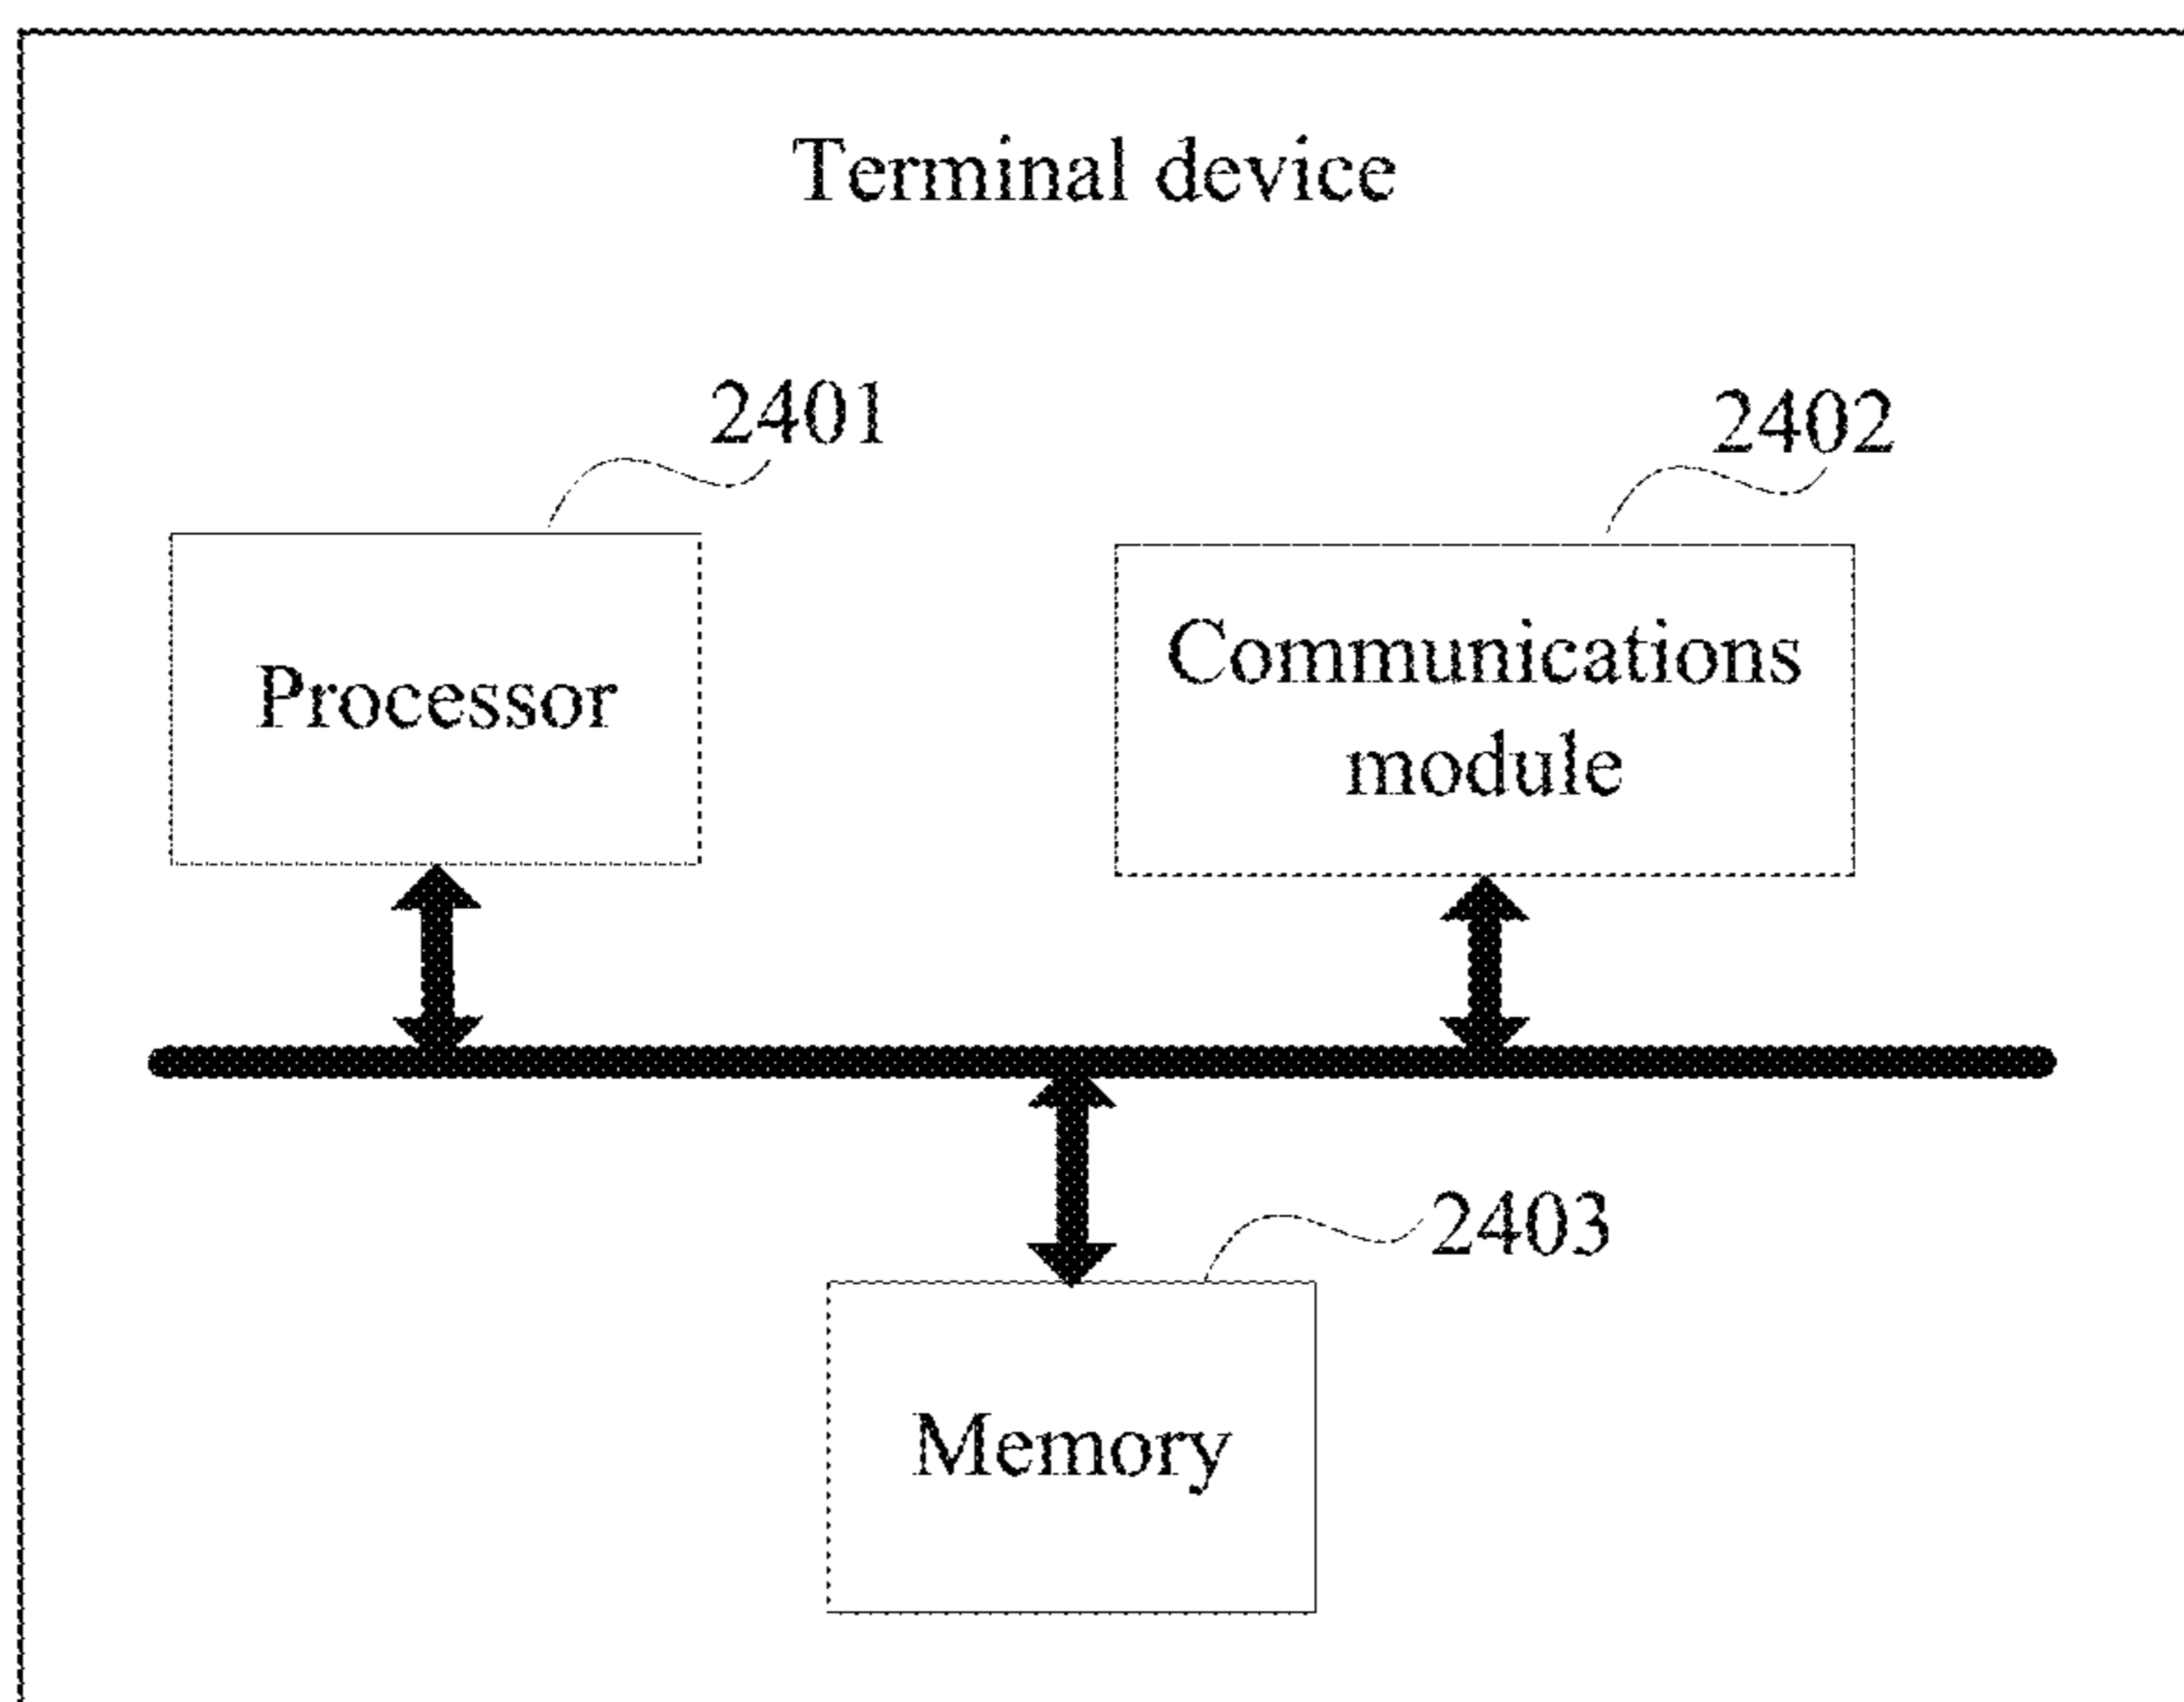 Terminal device
2401
2402
Processor
Communications
module
2403
Memory